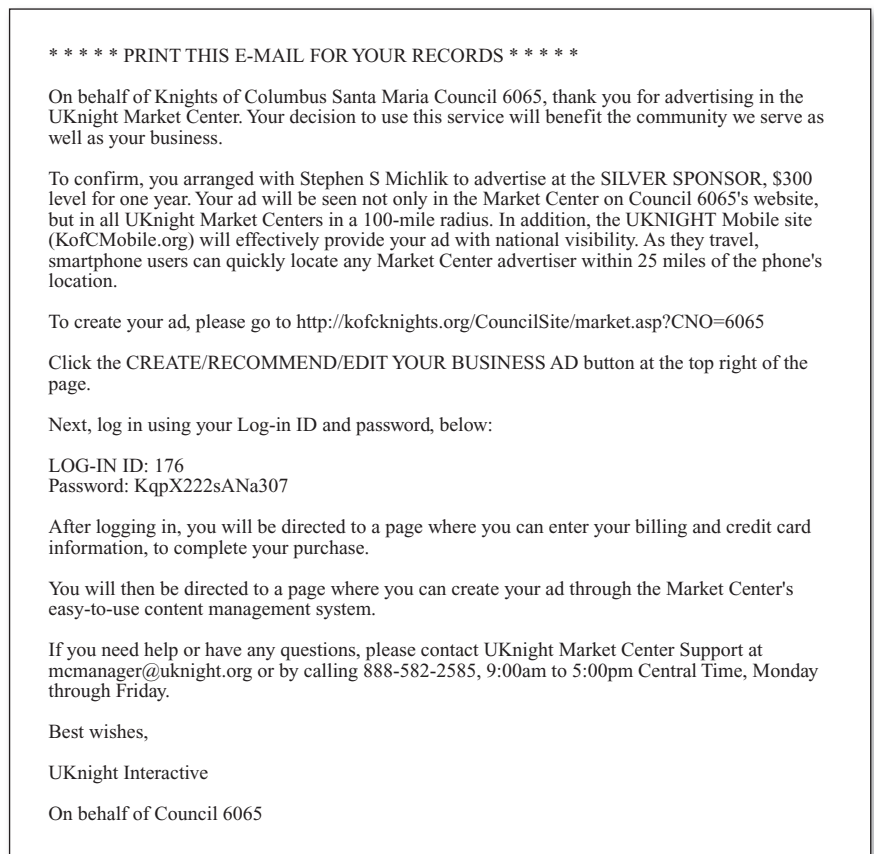 * * * * * PRINT THIS E-MAIL FOR YOUR RECORDS * * * * *
On behalf of Knights of Columbus Santa Maria Council 6065, thank you for advertising in the
UKnight Market Center. Your decision to use this service will benefit the community we serve as
well as your business.
To confirm, you arranged with Stephen S Michlik to advertise at the SILVER SPONSOR, $300
level for one year. Your ad will be seen not only in the Market Center on Council 6065's website,
but in all UKnight Market Centers in a 100-mile radius. In addition, the UKNIGHT Mobile site
(KofCMobile.org) will effectively provide your ad with national visibility. As they travel,
smartphone users can quickly locate any Market Center advertiser within 25 miles of the phone's
location.
To create your ad, please go to http://kofcknights.org/CouncilSite/market.asp?CNO=6065
Click the CREATE/RECOMMEND/EDIT YOUR BUSINESS AD button at the top right of the
page.
Next, log in using your Log-in ID and password, below:
LOG-IN ID: 176
Password: KqpX222sANa307
After logging in, you will be directed to a page where you can enter your billing and credit card
information, to complete your purchase.
You will then be directed to a page where you can create your ad through the Market Center's
easy-to-use content management system.
If you need help or have any questions, please contact UKnight Market Center Support at
mcmanager@uknight.org or by calling 888-582-2585, 9:00am to 5:00pm Central Time, Monday
through Friday.
Best wishes,
UKnight Interactive
On behalf of Council 6065